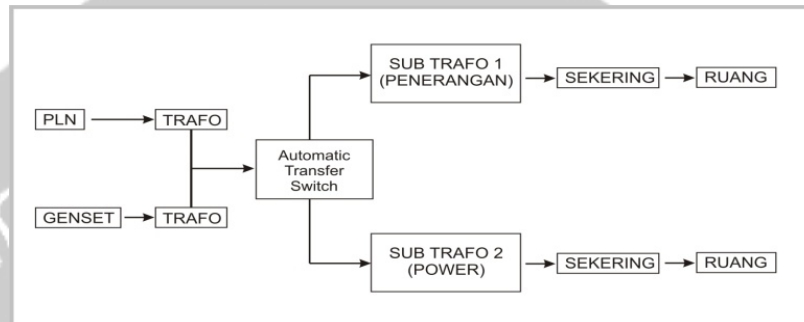 SUB TRAFO 1
(PENERANGAN)
SEKERING
RUANG
PLN
TRAFO
Automatic
Transfer
Switch
GENSET
TRAFO
SUB TRAFO 2
(POWER)
SEKERING
RUANG